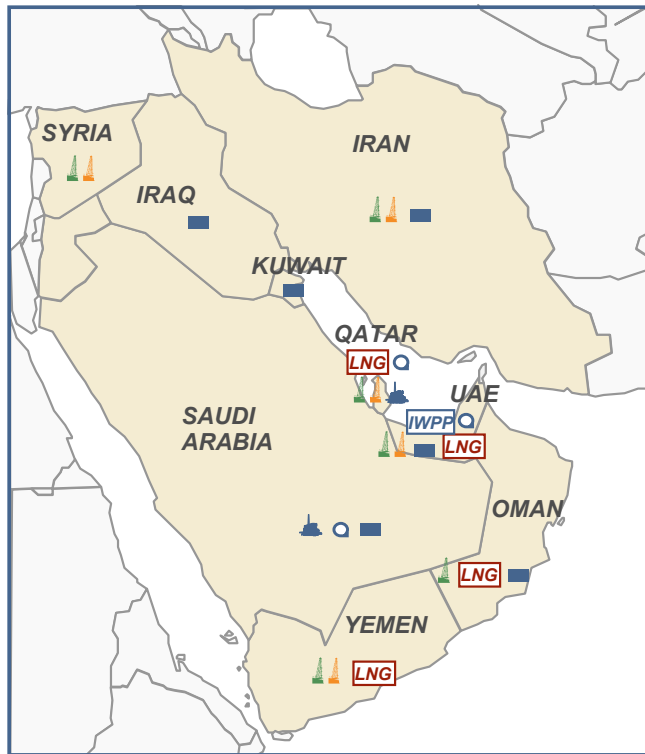 SYRIA
IRAN
IRAQ
KUWAIT
QATAR
LNG
UAE
IWPP
SAUDI
ARABIA
LNG
OMAN
LNG
YEMEN
LNG